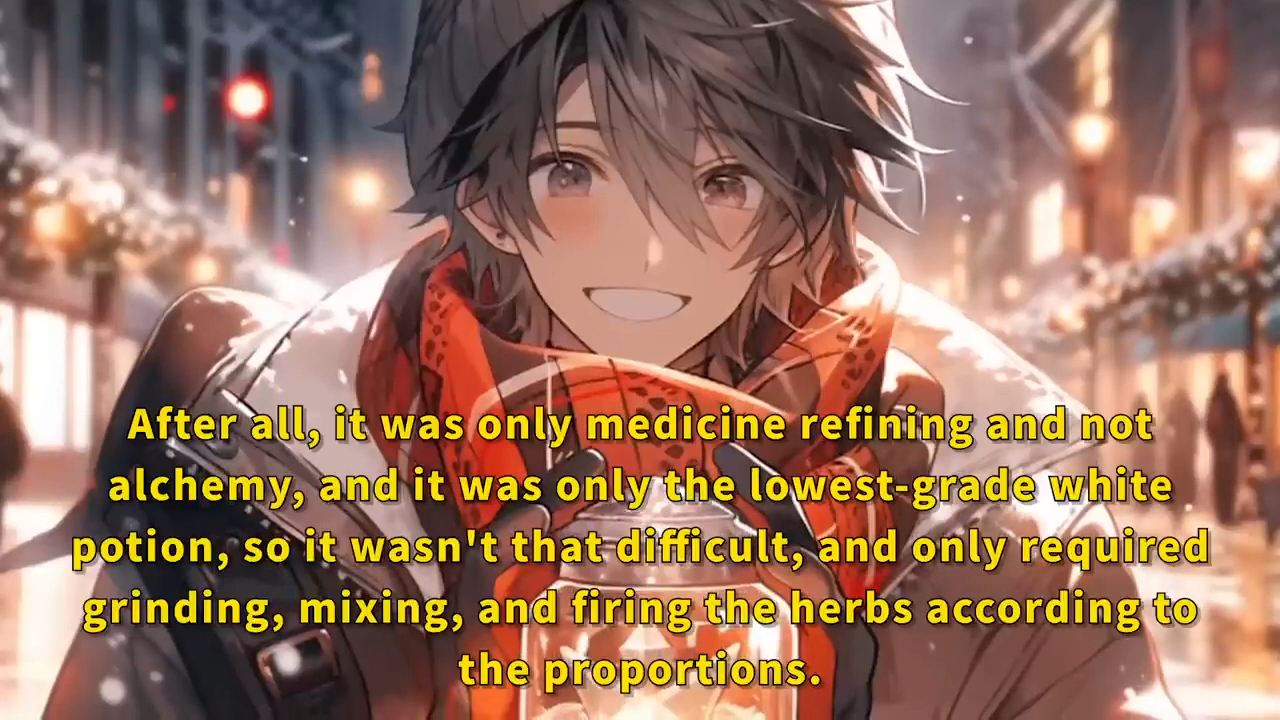 After all, it was only medicine refining and not
alchemy, and it was only the lowest-grade white
potion, so it wasn't that difficult, and only required
grinding, mixing, and firing the herbs according to
the proportions.